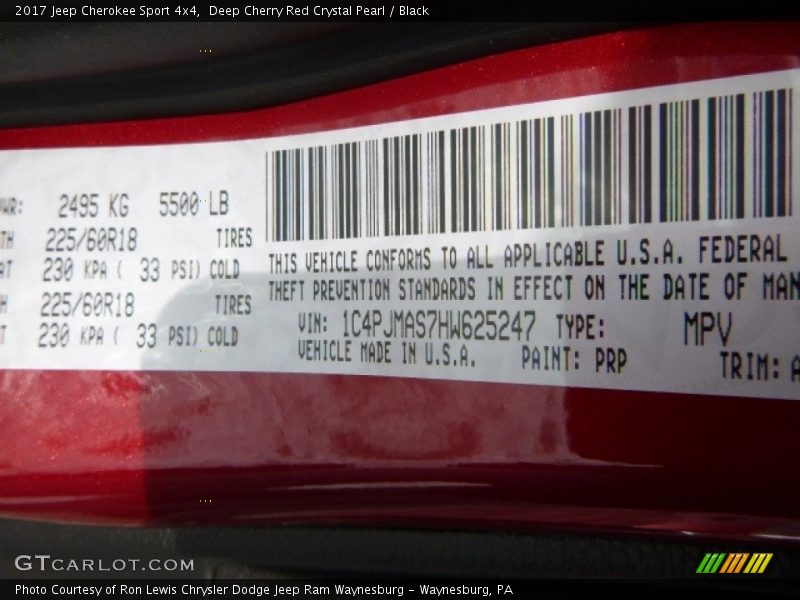 2017 Jeep Cherokee Sport 4x4, Deep Cherry Red Crystal Pearl / Black
2495 KG 5500 LB
225/60R18 TIRES
230 KPA ( 33 PSI) COLD
225/60R18 TIRES
230 KPA ( 33 PSI) COLD
THIS VEHICLE CONFORMS TO ALL APPLICABLE U.S.A. FEDERAL
THEFT PREVENTION STANDARDS IN EFFECT ON THE DATE OF MAN
VIN: 1C4PJMAS7HW625247 TYPE: MPV
VEHICLE MADE IN U.S.A. PAINT: PRP TRIM: A
GTCARLOT.COM
Photo Courtesy of Ron Lewis Chrysler Dodge Jeep Ram Waynesburg - Waynesburg, PA